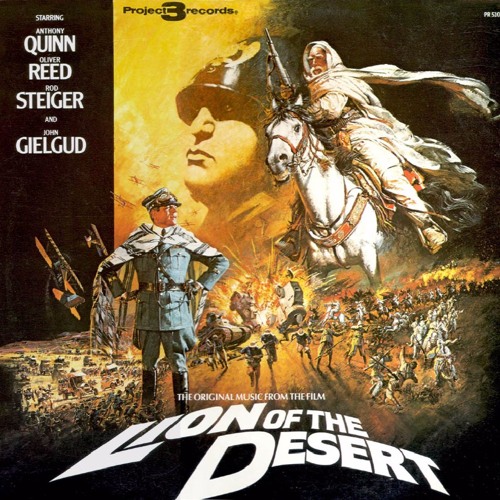 STARRING
ANTHONY
QUINN
OLIVER
REED
ROD
STEIGER
AND
JOHN
GIELGUD
Project 3 records®
THE ORIGINAL MUSIC FROM THE FILM
LION OF THE
DESERT